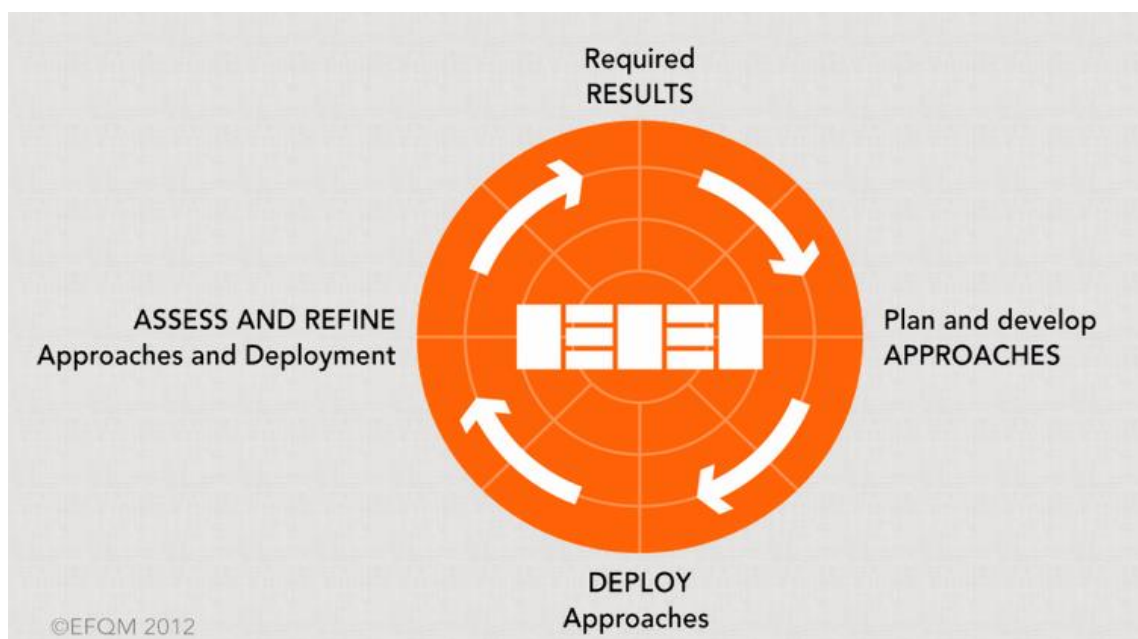 Required
RESULTS
ASSESS AND REFINE
Approaches and Deployment
Plan and develop
APPROACHES
DEPLOY
Approaches
©EFQM 2012